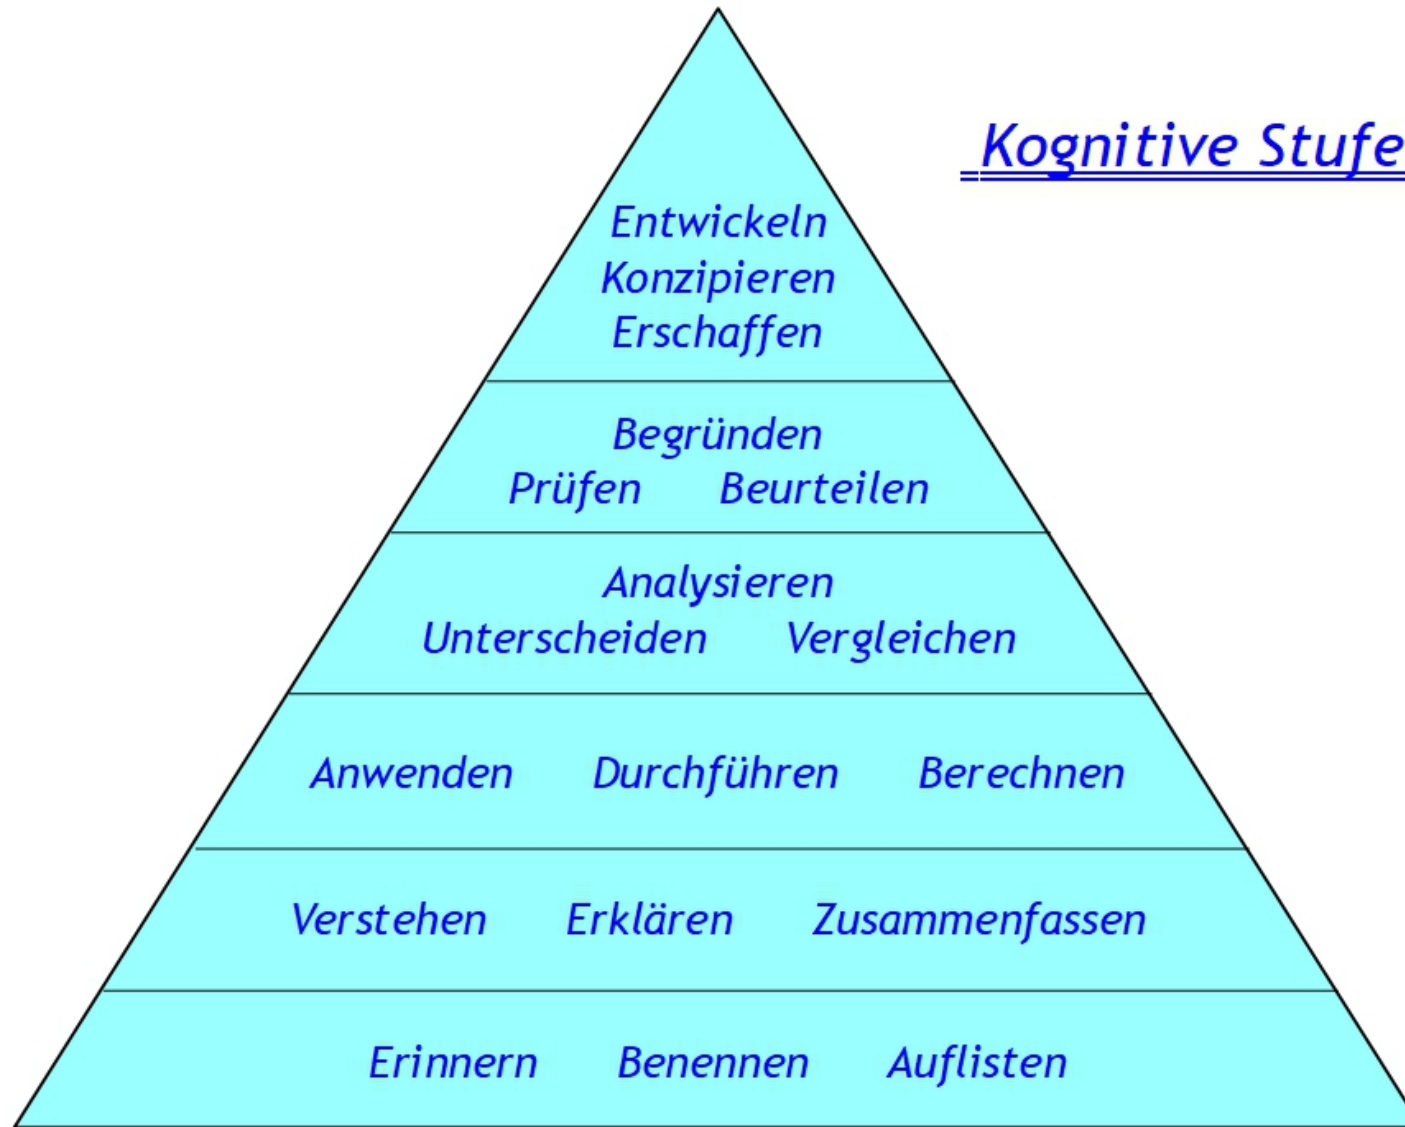 Kognitive Stufe
Entwickeln
Konzipieren
Erschaffen
Begründen
Prüfen Beurteilen
Analysieren
Unterscheiden Vergleichen
Anwenden Durchführen Berechnen
Verstehen Erklären Zusammenfassen
Erinnern Benennen Auflisten